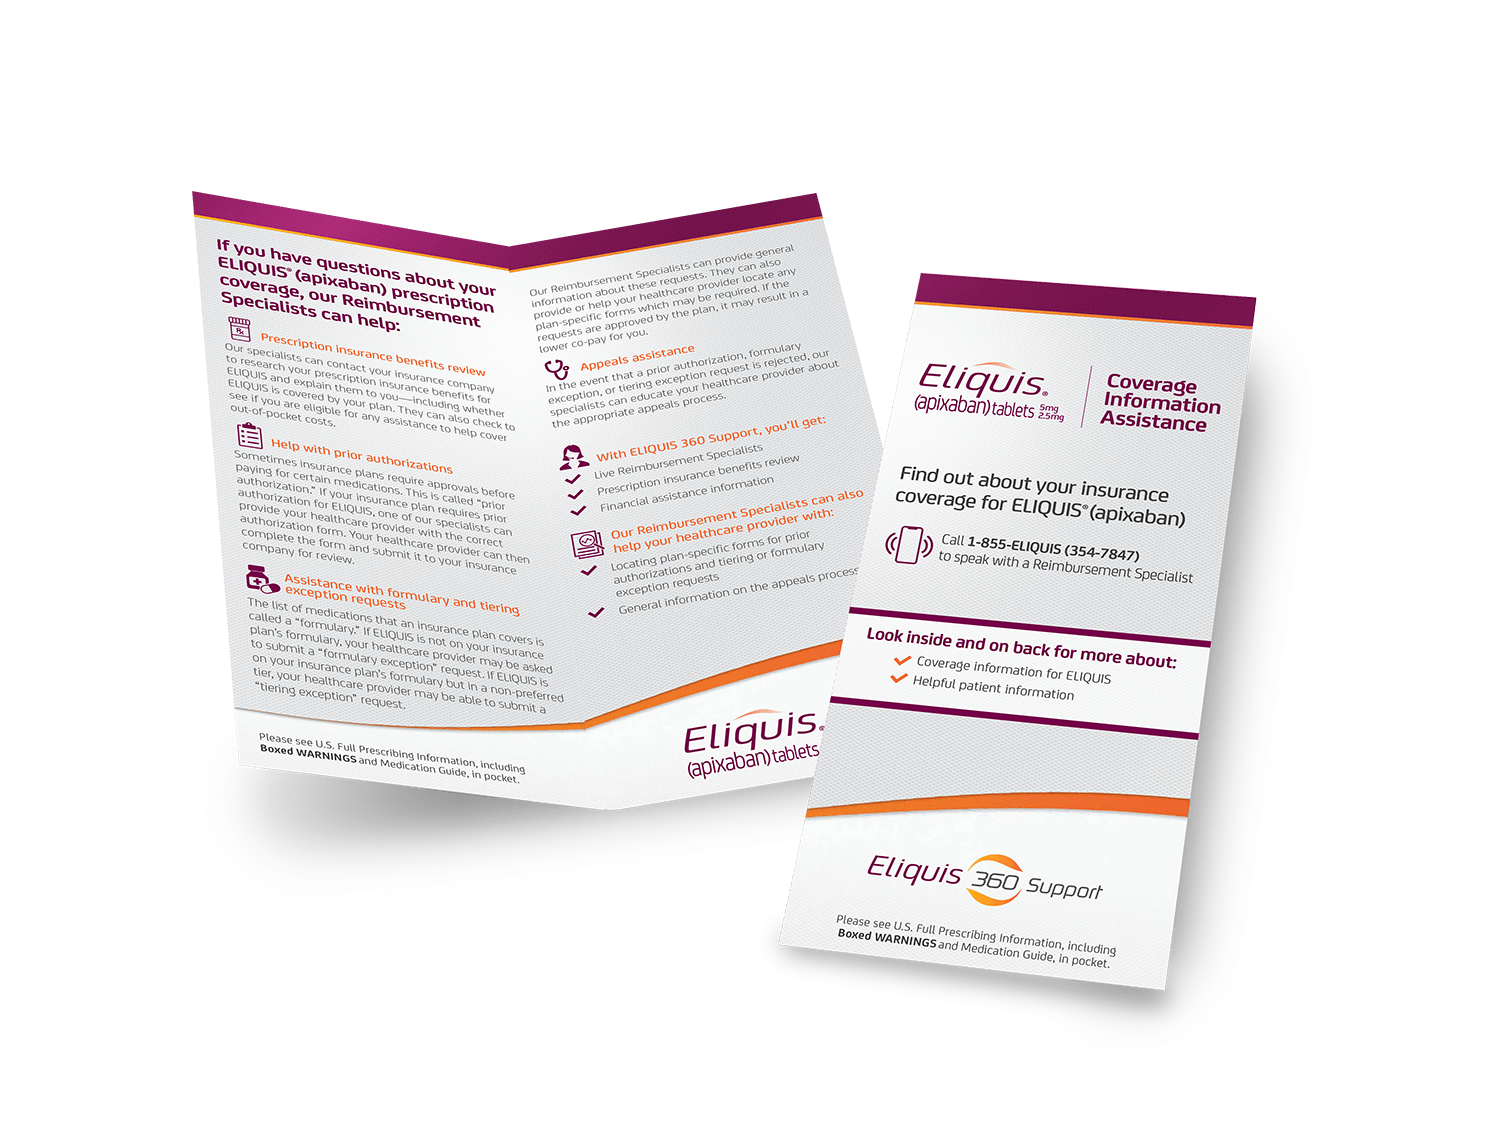 If you have questions about your
ELIQUIS® (apixaban) prescription
coverage, our Reimbursement
Specialists can help:
Rx
Prescription insurance benefits review
Our specialists can contact your insurance company
to research your prescription insurance benefits for
ELIQUIS and explain them to you—including whether
ELIQUIS is covered by your plan. They can also check to
see if you are eligible for any assistance to help cover
out-of-pocket costs.
Help with prior authorizations
Sometimes insurance plans require approvals before
paying for certain medications. This is called “prior
authorization.” If your insurance plan requires prior
authorization for ELIQUIS, one of our specialists can
provide your healthcare provider with the correct
authorization form. Your healthcare provider can then
complete the form and submit it to your insurance
company for review.
Assistance with formulary and tiering
exception requests
The list of medications that an insurance plan covers is
called a “formulary.” If ELIQUIS is not on your insurance
plan’s formulary, your healthcare provider may be asked
to submit a “formulary exception” request. If ELIQUIS is
on your insurance plan’s formulary but in a non-preferred
tier, your healthcare provider may be able to submit a
“tiering exception” request.
Please see U.S. Full Prescribing Information, including
Boxed WARNINGS and Medication Guide, in pocket.
Our Reimbursement Specialists can provide general
information about these requests. They can also
provide or help your healthcare provider locate any
plan-specific forms which may be required. If the
requests are approved by the plan, it may result in a
lower co-pay for you.
Appeals assistance
In the event that a prior authorization, formulary
exception, or tiering exception request is rejected, our
specialists can educate your healthcare provider about
the appropriate appeals process.
With ELIQUIS 360 Support, you’ll get:
Live Reimbursement Specialists
Prescription insurance benefits review
Financial assistance information
Our Reimbursement Specialists can also
help your healthcare provider with:
Locating plan-specific forms for prior
authorizations and tiering or formulary
exception requests
General information on the appeals process
Eliquis®
(apixaban) tablets
Eliquis®
(apixaban) tablets 5mg
2.5mg
Coverage
Information
Assistance
Find out about your insurance
coverage for ELIQUIS® (apixaban)
Call 1-855-ELIQUIS (354-7847)
to speak with a Reimbursement Specialist
Look inside and on back for more about:
Coverage information for ELIQUIS
Helpful patient information
Eliquis 360 Support
Please see U.S. Full Prescribing Information, including
Boxed WARNINGS and Medication Guide, in pocket.